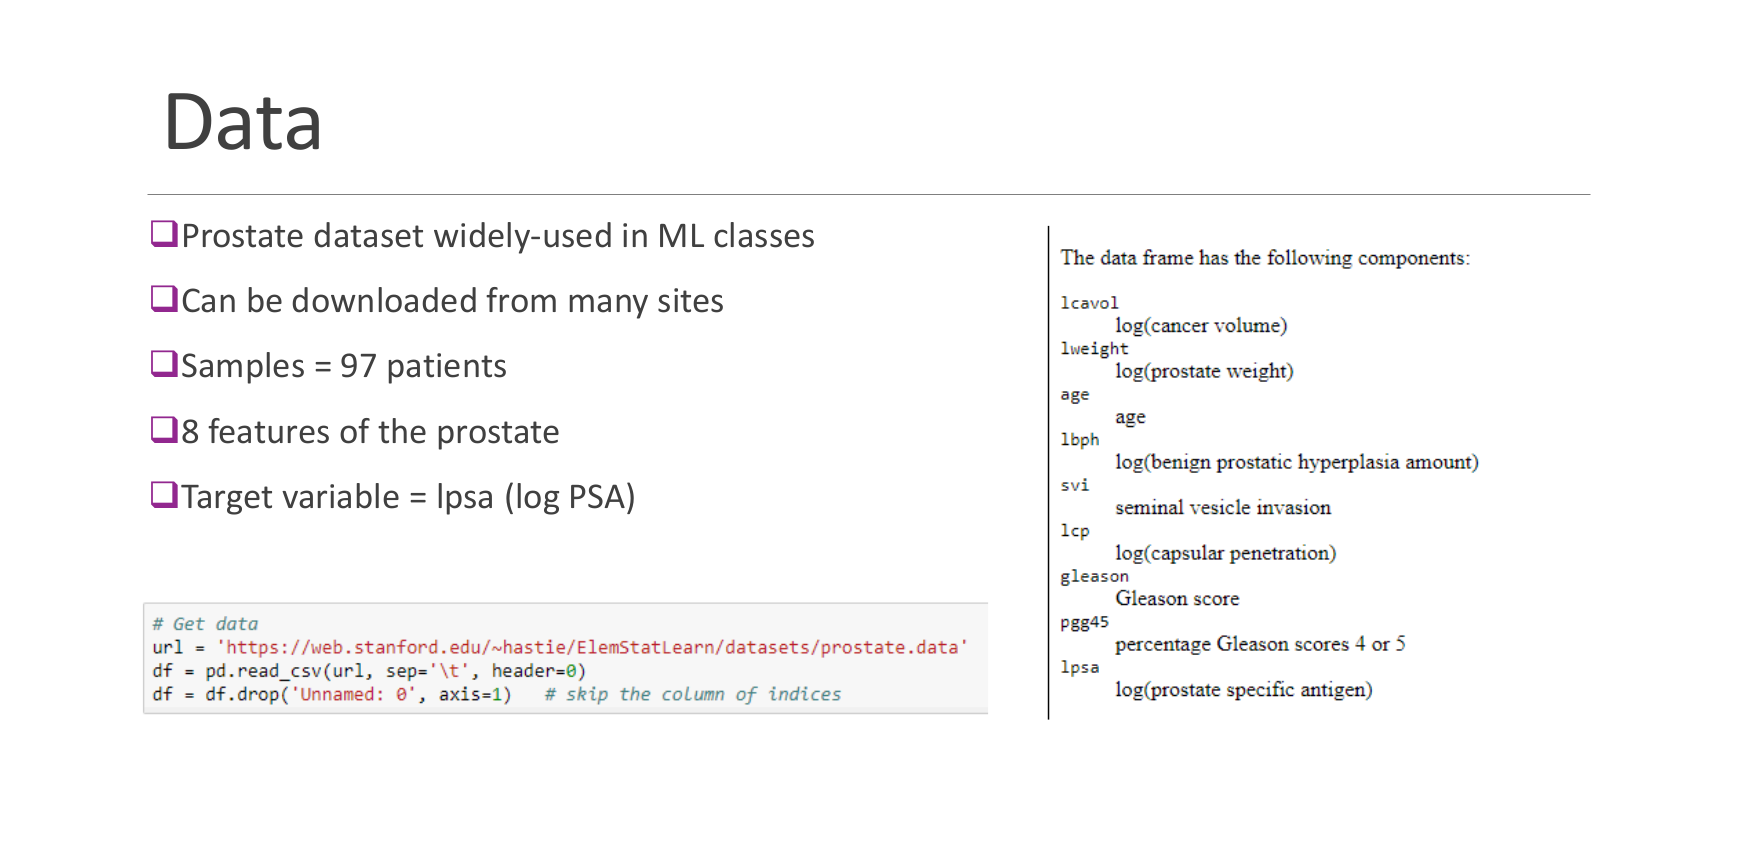 Data
Prostate dataset widely-used in ML classes
Can be downloaded from many sites
Samples = 97 patients
8 features of the prostate
Target variable = lpsa (log PSA)
# Get data
url = 'https://web.stanford.edu/~hastie/ElemStatLearn/datasets/prostate.data'
df = pd.read_csv(url, sep='\t', header=0)
df = df.drop('Unnamed: 0', axis=1)   # skip the column of indices
The data frame has the following components:
lcavol
log(cancer volume)
lweight
log(prostate weight)
age
age
lbph
log(benign prostatic hyperplasia amount)
svi
seminal vesicle invasion
lcp
log(capsular penetration)
gleason
Gleason score
pgg45
percentage Gleason scores 4 or 5
lpsa
log(prostate specific antigen)